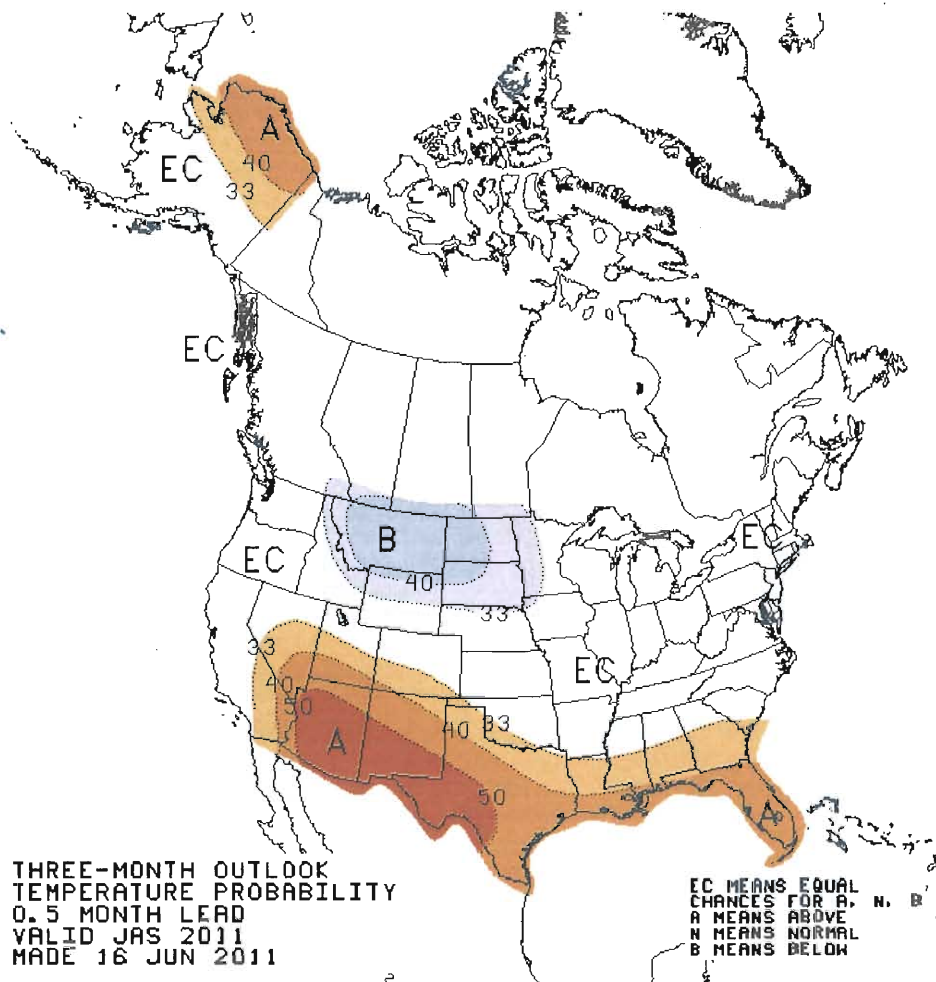 A
EC
40
33
EC
B
EC
EC
40
33
33
EC
40
50
33
40
A
50
A
THREE-MONTH OUTLOOK
TEMPERATURE PROBABILITY
0.5 MONTH LEAD
VALID JAS 2011
MADE 16 JUN 2011
EC MEANS EQUAL
CHANCES FOR A, N, B
A MEANS ABOVE
N MEANS NORMAL
B MEANS BELOW